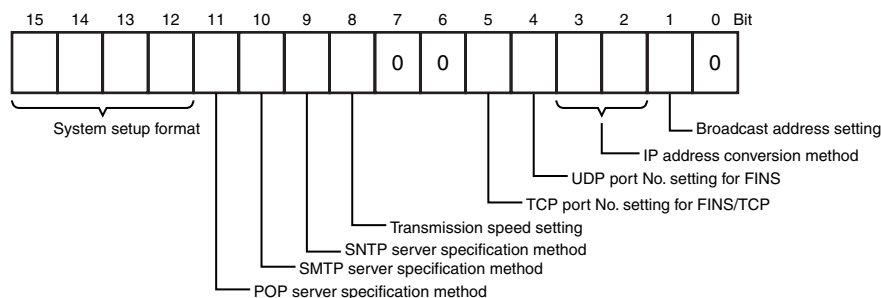 15 14 13 12 11 10 9 8 7 6 5 4 3 2 1 0 Bit
0 0 0
System setup format
Broadcast address setting
IP address conversion method
UDP port No. setting for FINS
TCP port No. setting for FINS/TCP
Transmission speed setting
SNTP server specification method
SMTP server specification method
POP server specification method